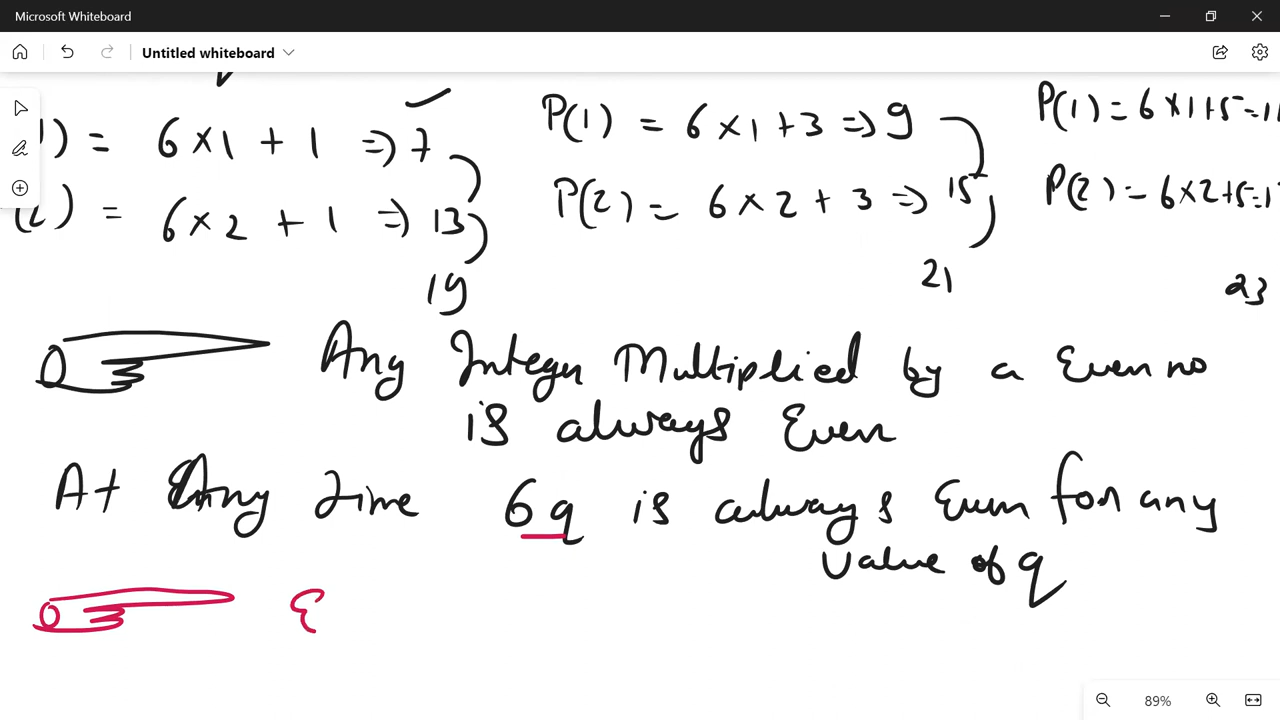 Microsoft Whiteboard
Untitled whiteboard
1) = 6 × 1 + 1 => 7
(2) = 6 × 2 + 1 => 13
19
P(1) = 6 × 1 + 3 => 9
P(2) = 6 × 2 + 3 => 15
21
P(1) = 6 × 1 + 5 = 11
P(2) = 6 × 2 + 5 = 1
23
Any Integer Multiplied by a Even no
is always Even
At Any time 6q is always Even for any
value of q
E
89%